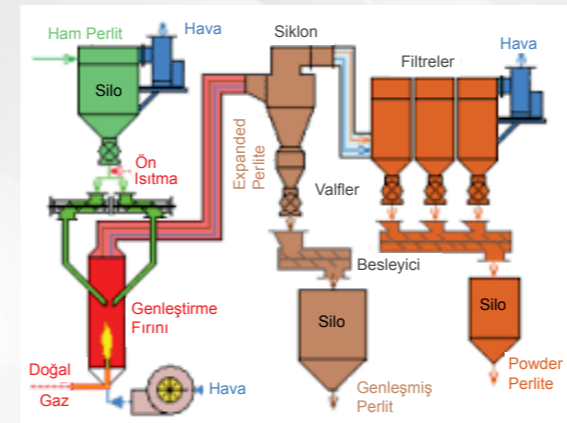 Ham Perlit
Hava
Siklon
Filtreler
Hava
Silo
Ön
Isıtma
Expanded
Perlite
Valfler
Besleyici
Genleştirme
Fırını
Silo
Silo
Doğal
Gaz
Hava
Genleşmiş
Perlit
Powder
Perlite